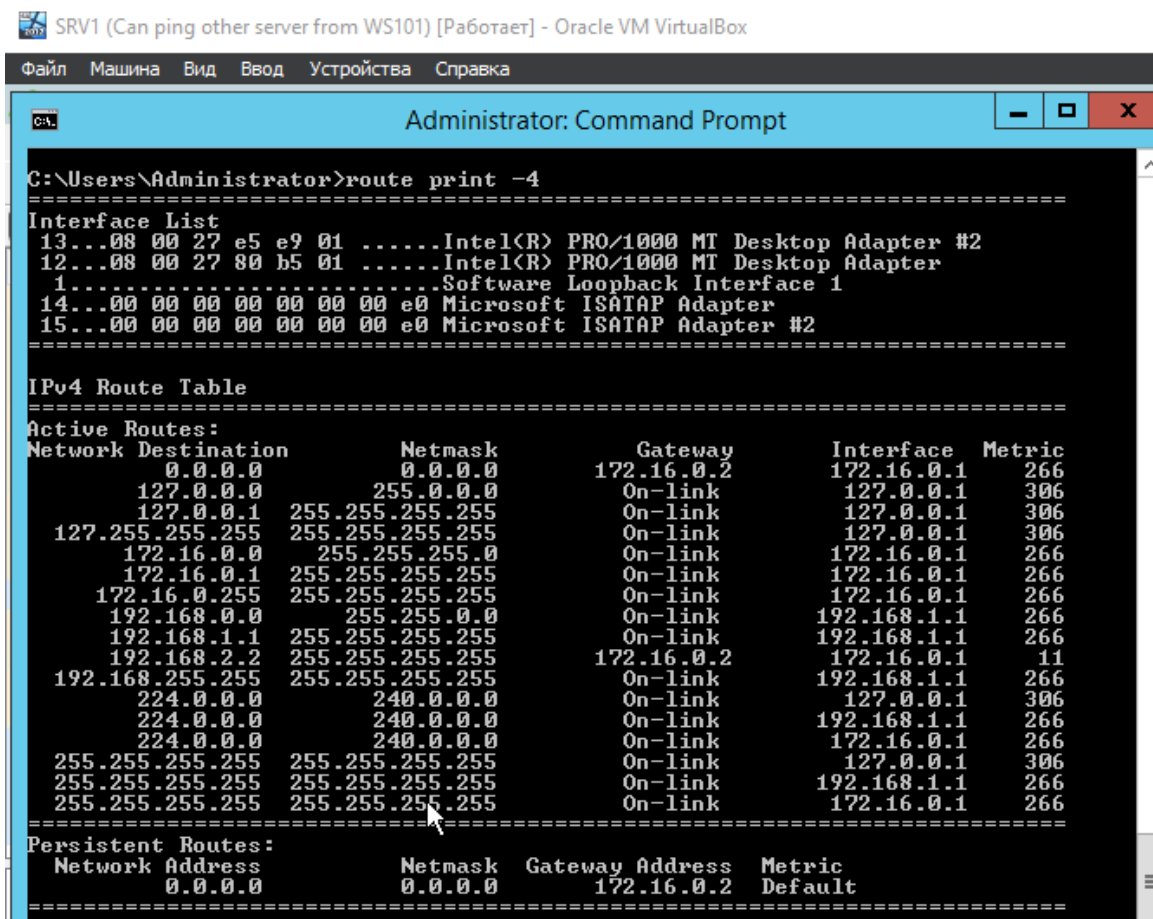 SRV1 (Can ping other server from WS101) [Работает] - Oracle VM VirtualBox
Файл Машина Вид Ввод Устройства Справка
Administrator: Command Prompt
C:\Users\Administrator>route print -4
===========================================================================
Interface List
13...08 00 27 e5 e9 01 ......Intel(R) PRO/1000 MT Desktop Adapter #2
12...08 00 27 80 b5 01 ......Intel(R) PRO/1000 MT Desktop Adapter
1...........................Software Loopback Interface 1
14...00 00 00 00 00 00 00 e0 Microsoft ISATAP Adapter
15...00 00 00 00 00 00 00 e0 Microsoft ISATAP Adapter #2
===========================================================================
IPv4 Route Table
===========================================================================
Active Routes:
Network Destination Netmask Gateway Interface Metric
0.0.0.0 0.0.0.0 172.16.0.2 172.16.0.1 266
127.0.0.0 255.0.0.0 On-link 127.0.0.1 306
127.0.0.1 255.255.255.255 On-link 127.0.0.1 306
127.255.255.255 255.255.255.255 On-link 127.0.0.1 306
172.16.0.0 255.255.255.0 On-link 172.16.0.1 266
172.16.0.1 255.255.255.255 On-link 172.16.0.1 266
172.16.0.255 255.255.255.255 On-link 172.16.0.1 266
192.168.0.0 255.255.0.0 On-link 192.168.1.1 266
192.168.1.1 255.255.255.255 On-link 192.168.1.1 266
192.168.2.2 255.255.255.255 172.16.0.2 172.16.0.1 11
192.168.255.255 255.255.255.255 On-link 192.168.1.1 266
224.0.0.0 240.0.0.0 On-link 127.0.0.1 306
224.0.0.0 240.0.0.0 On-link 192.168.1.1 266
224.0.0.0 240.0.0.0 On-link 172.16.0.1 266
255.255.255.255 255.255.255.255 On-link 127.0.0.1 306
255.255.255.255 255.255.255.255 On-link 192.168.1.1 266
255.255.255.255 255.255.255.255 On-link 172.16.0.1 266
===========================================================================
Persistent Routes:
Network Address Netmask Gateway Address Metric
0.0.0.0 0.0.0.0 172.16.0.2 Default
===========================================================================